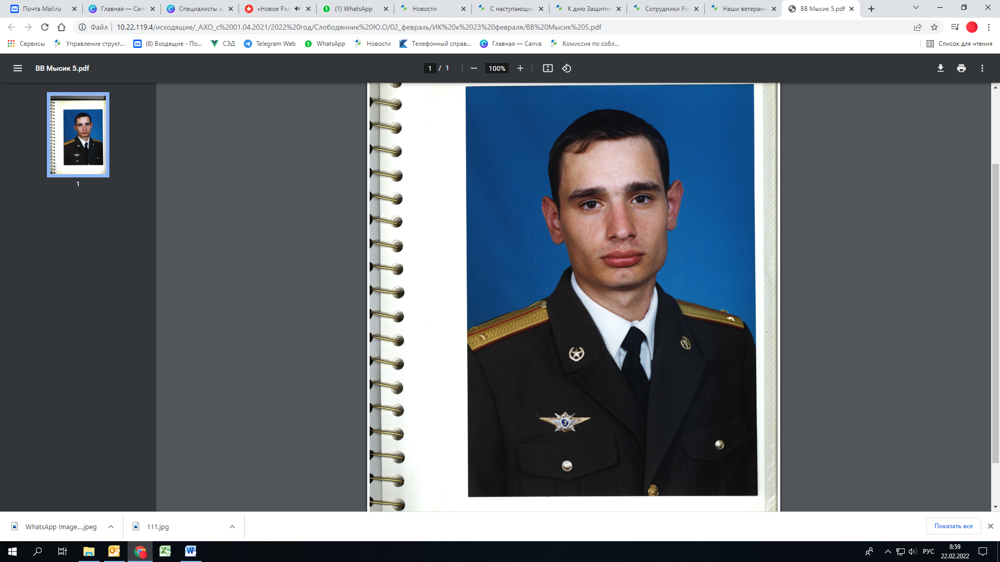 Почта Mail.ru
Главная — Can
Специалисты к
«Новое Рад
(1) WhatsApp
Новости
С наступающи
К дню Защитни
Сотрудники Ро
Наши ветеран
ВВ Мысик 5.pdf
Файл
10.22.119.4/исходящие/_АХО_с%2001.04.2021/2022%20год/Слободянник%20Ю.О/02_февраль/ИК%20к%2023%20февраля/ВВ%20Мысик%205.pdf
Сервисы
Управление структ...
(8) Входящие - По...
СЭД
Telegram Web
WhatsApp
Новости
Телефонный справ...
Главная — Canva
Комиссия по собл...
Список для чтения
ВВ Мысик 5.pdf
1 / 1
100%
1
3
WhatsApp Image....jpeg
111.jpg
Показать все
РУС
8:59
22.02.2022